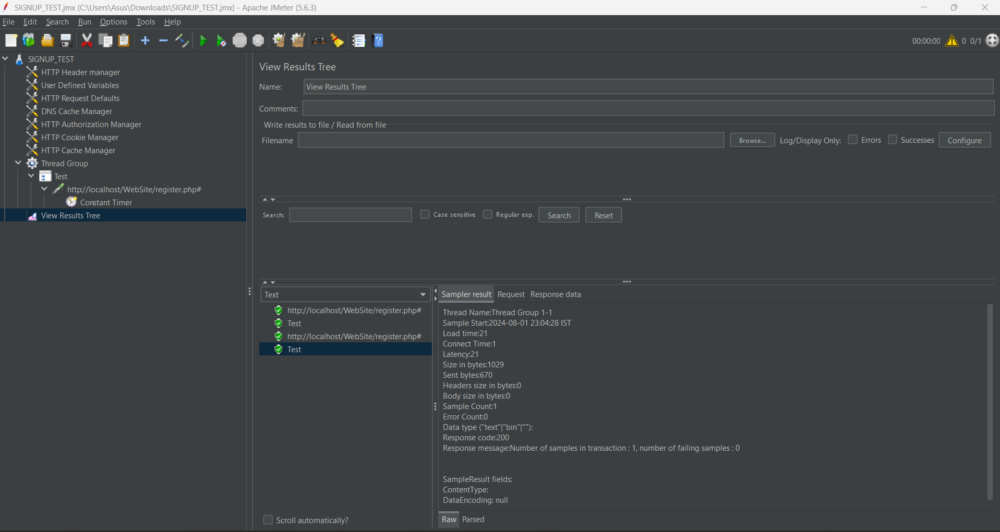 SIGNUP_TEST.jmx (C:\Users\Asus\Downloads\SIGNUP_TEST.jmx) - Apache JMeter (5.6.3)
File Edit Search Run Options Tools Help
STOP
?
00:00:00 0 0/1
SIGNUP_TEST
HTTP Header manager
User Defined Variables
HTTP Request Defaults
DNS Cache Manager
HTTP Authorization Manager
HTTP Cookie Manager
HTTP Cache Manager
Thread Group
Test
http://localhost/WebSite/register.php#
Constant Timer
View Results Tree
View Results Tree
Name: View Results Tree
Comments:
Write results to file / Read from file
Filename Browse... Log/Display Only: Errors Successes Configure
Search: Case sensitive Regular exp. Search Reset
Text
http://localhost/WebSite/register.php#
Test
http://localhost/WebSite/register.php#
Test
Scroll automatically?
Sampler result Request Response data
Thread Name:Thread Group 1-1
Sample Start:2024-08-01 23:04:28 IST
Load time:21
Connect Time:1
Latency:21
Size in bytes:1029
Sent bytes:670
Headers size in bytes:0
Body size in bytes:0
Sample Count:1
Error Count:0
Data type ("text"|"bin"|""):
Response code:200
Response message:Number of samples in transaction : 1, number of failing samples : 0
SampleResult fields:
ContentType:
DataEncoding: null
Raw Parsed